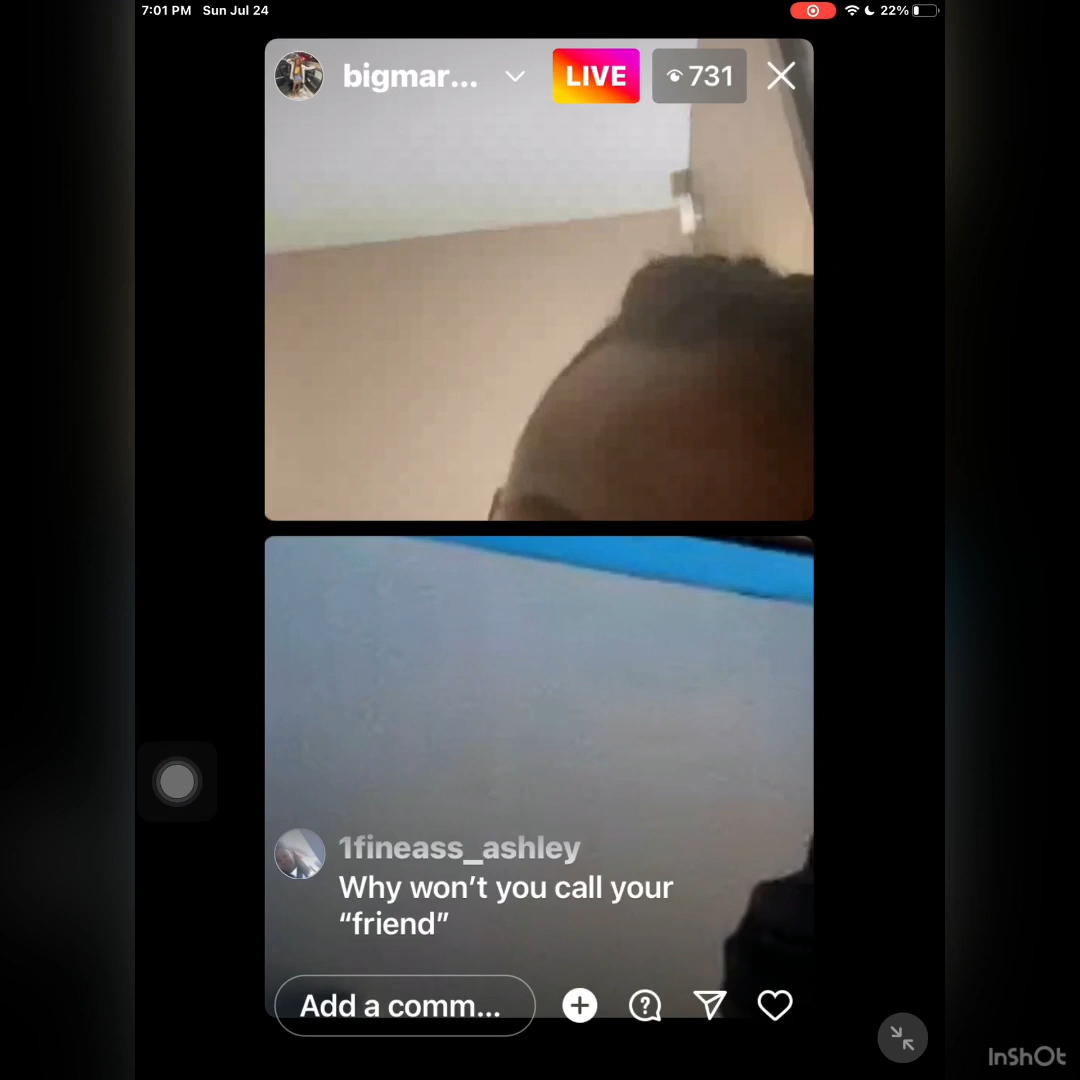 7:01 PM Sun Jul 24
22%
bigmar... LIVE 731
1fineass_ashley
Why won’t you call your
“friend”
Add a comm...
InShOt